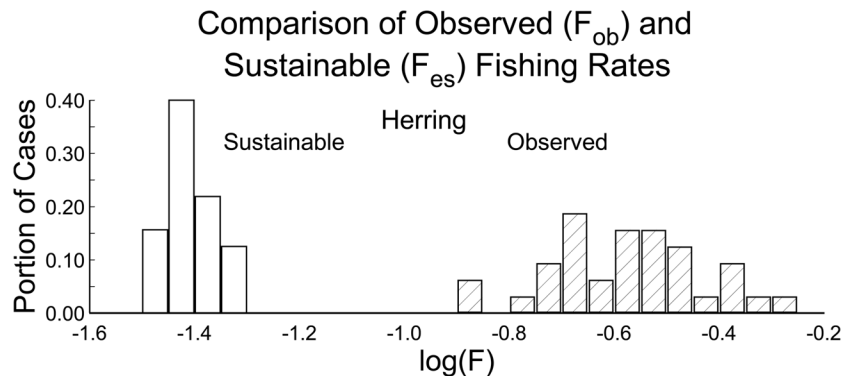 Comparison of Observed (Fob) and
Sustainable (Fes) Fishing Rates
Herring
Sustainable
Observed
Portion of Cases
0.40
0.30
0.20
0.10
0.00
-1.6 -1.4 -1.2 -1.0 -0.8 -0.6 -0.4 -0.2
log(F)